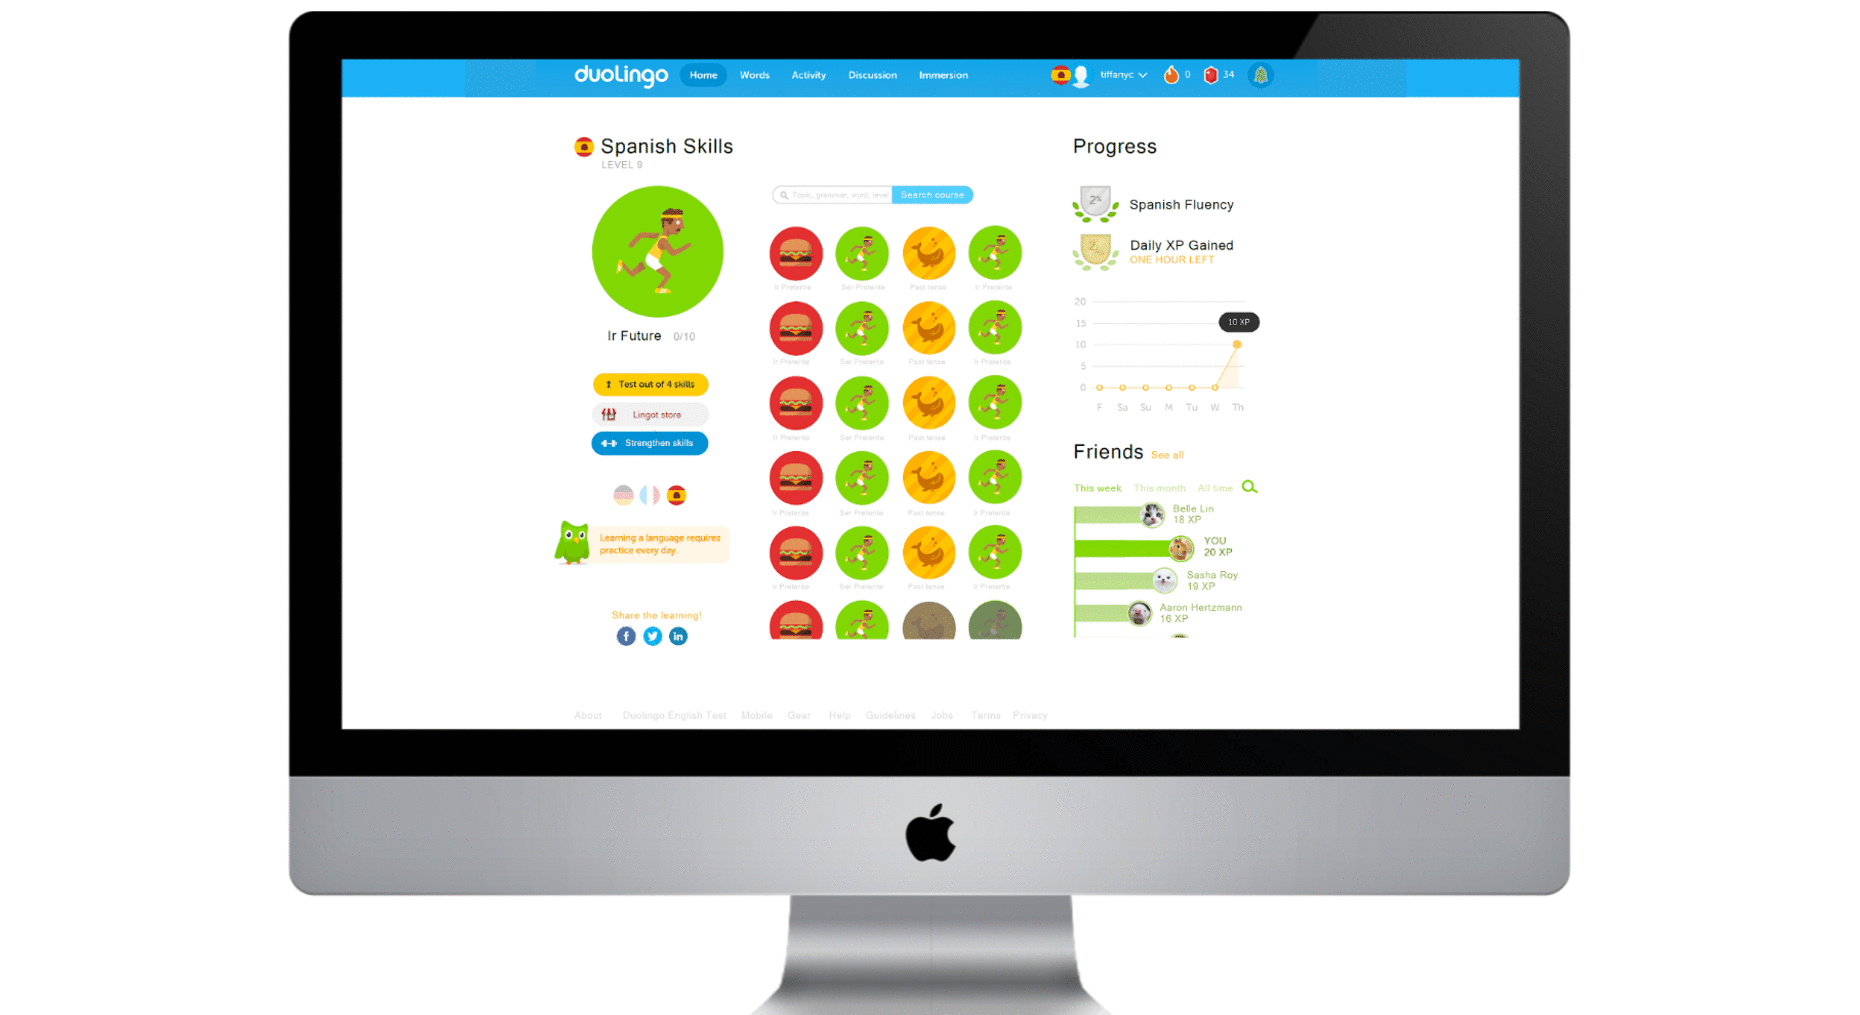 duolingo
Home
Words
Activity
Discussion
Immersion
tiffanyc
0
34
Spanish Skills
LEVEL 9
Ir Future 0/10
Test out of 4 skills
Lingot store
Strengthen skills
Learning a language requires
practice every day.
Share the learning!
f
in
Topic, grammar, word, level
Search course
Ir Preterite Ser Preterite Past tense Ir Preterite
Ir Preterite Ser Preterite Past tense Ir Preterite
Ir Preterite Ser Preterite Past tense Ir Preterite
Ir Preterite Ser Preterite Past tense Ir Preterite
Ir Preterite Ser Preterite Past tense Ir Preterite
Progress
2%
Spanish Fluency
Daily XP Gained
ONE HOUR LEFT
20
15
10
5
0
10 XP
F Sa Su M Tu W Th
Friends See all
This week This month All time
Belle Lin
18 XP
YOU
20 XP
Sasha Roy
19 XP
Aaron Hertzmann
16 XP
About Duolingo English Test Mobile Gear Help Guidelines Jobs Terms Privacy